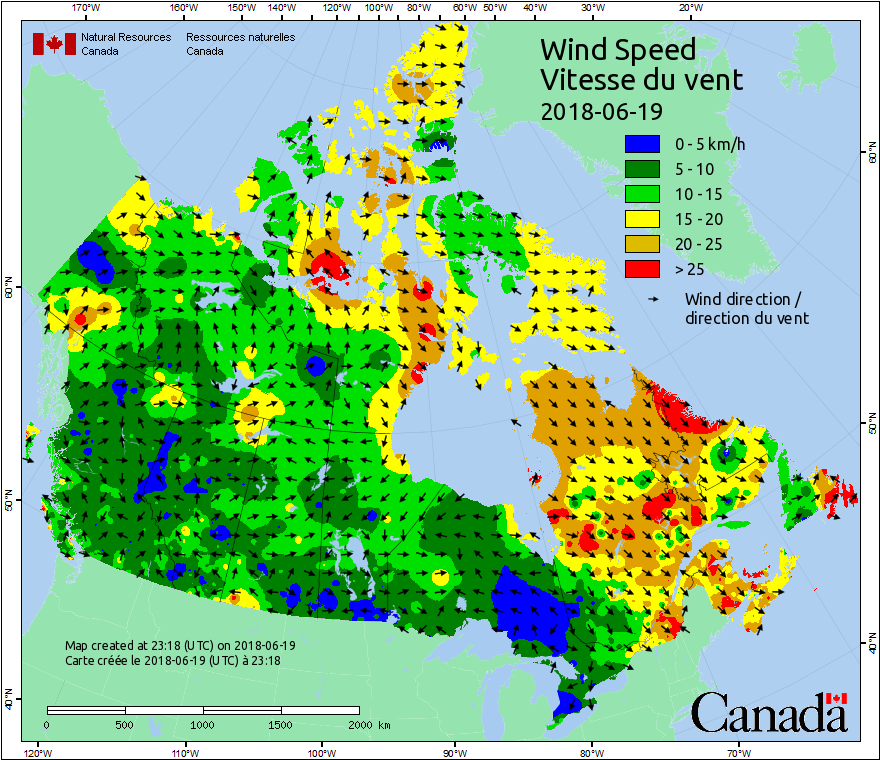 170°W 160°W 150°W 140°W 130°W 120°W 110°W 100°W 90°W 80°W 70°W 60°W 50°W 40°W 30°W 20°W
Natural Resources Ressources naturelles
Canada Canada
Wind Speed
Vitesse du vent
2018-06-19
0 - 5 km/h
5 - 10
10 - 15
15 - 20
20 - 25
> 25
Wind direction /
direction du vent
60°N
50°N
40°N
60°N
50°N
40°N
Map created at 23:18 (UTC) on 2018-06-19
Carte créée le 2018-06-19 (UTC) à 23:18
0 500 1000 1500 2000 km
Canada
120°W 110°W 100°W 90°W 80°W 70°W